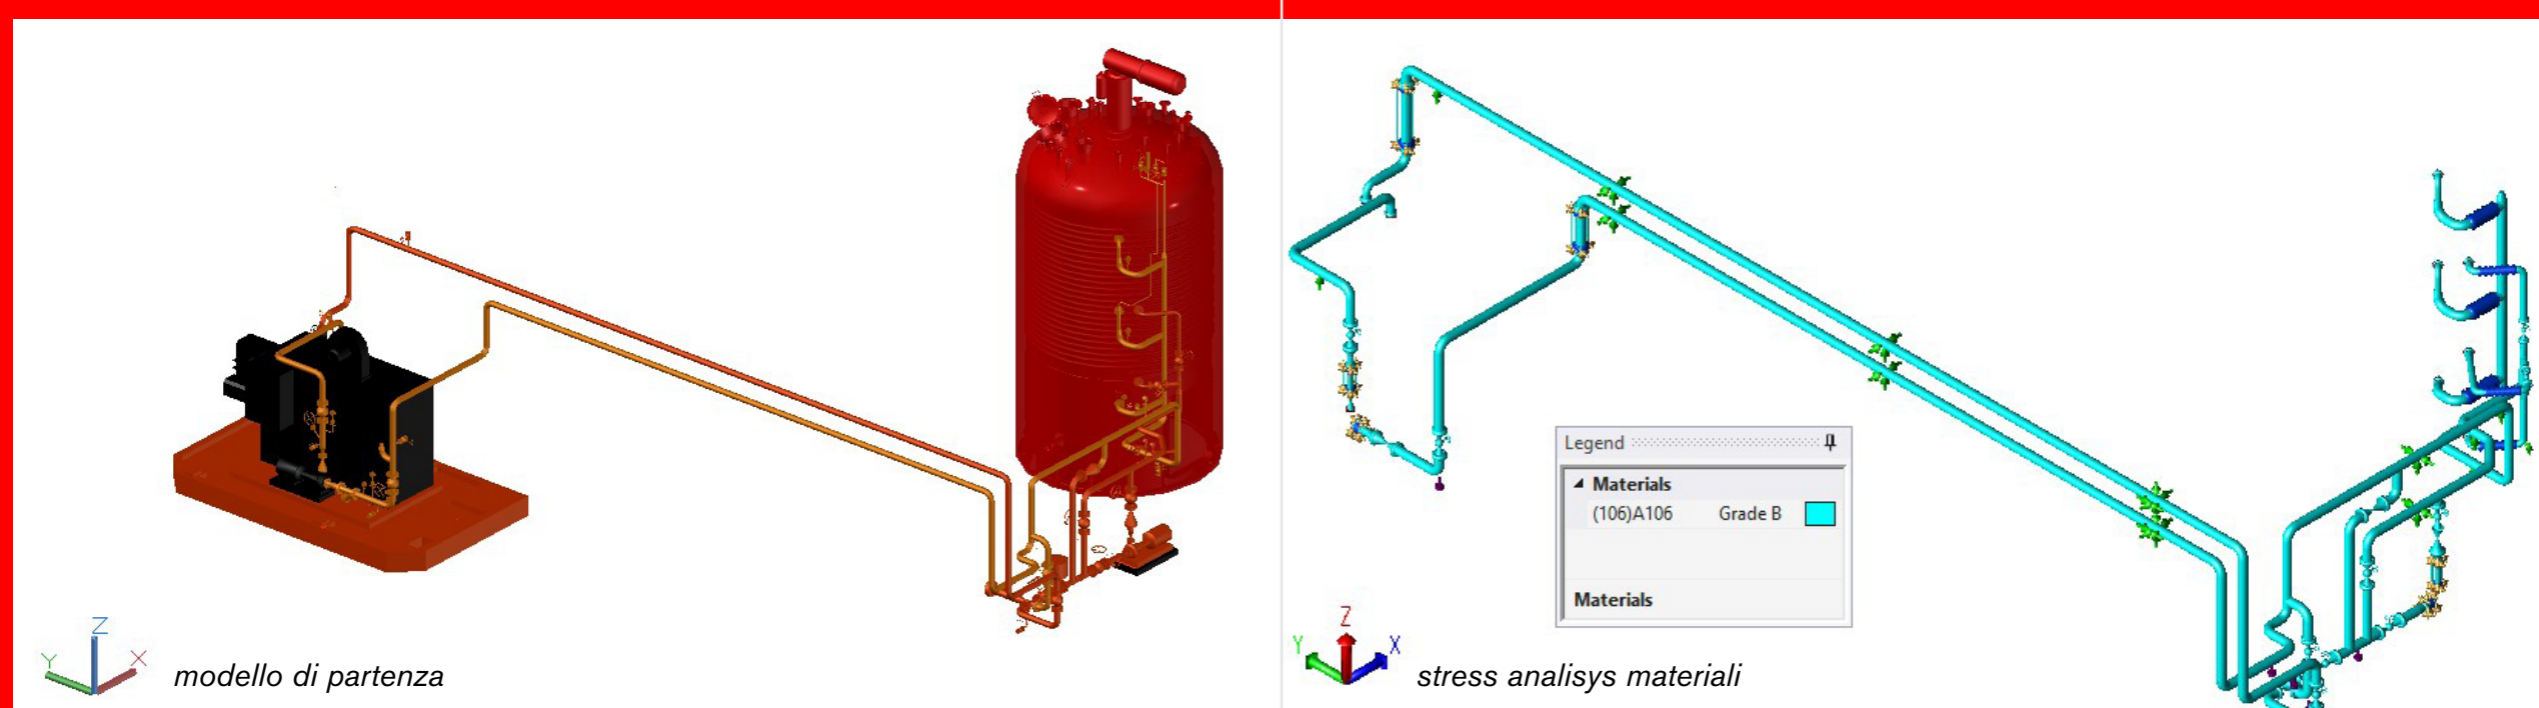 Z
Y
X
modello di partenza
Legend
Materials
(106)A106 Grade B
Materials
Z
Y
X
stress analisys materiali